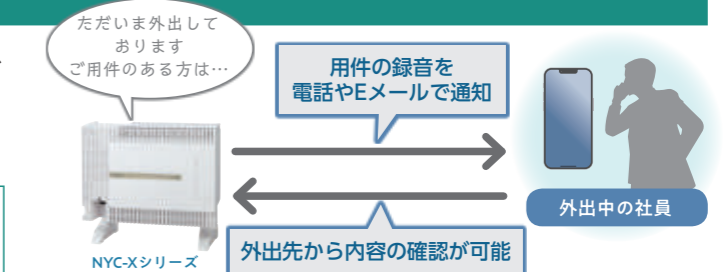 ただいま外出して
おります
ご用件のある方は…
用件の録音を
電話やEメールで通知
外出中の社員
NYC-Xシリーズ
外出先から内容の確認が可能